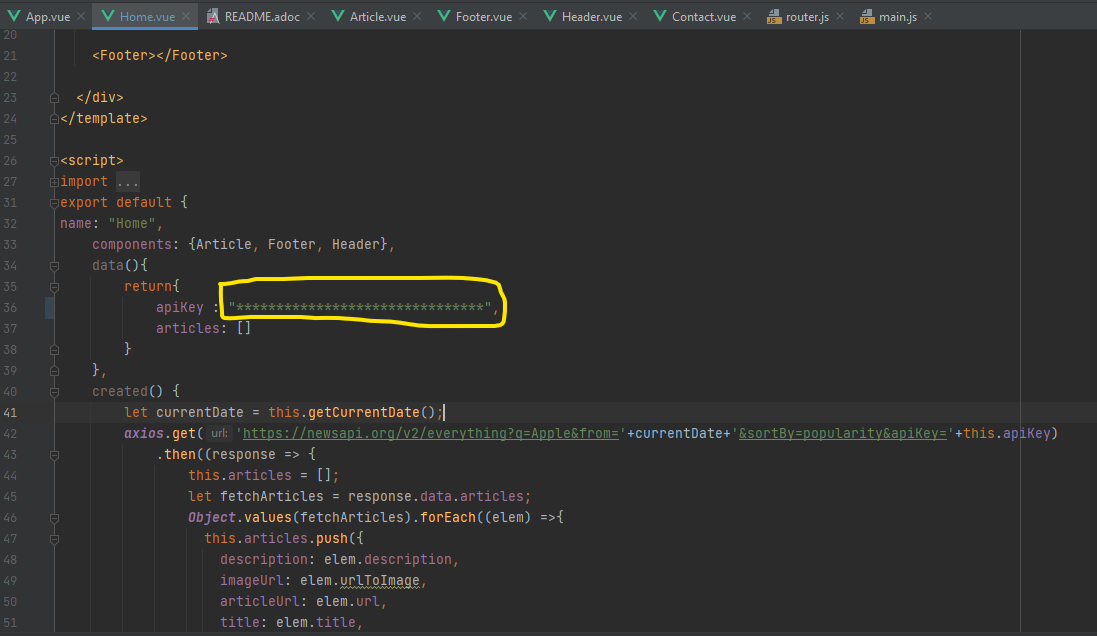 App.vue Home.vue README.adoc Article.vue Footer.vue Header.vue Contact.vue router.js main.js
20
21 <Footer></Footer>
22
23 </div>
24 </template>
25
26 <script>
27 import ...
31 export default {
32 name: "Home",
33 components: {Article, Footer, Header},
34 data(){
35 return{
36 apiKey : "*******************************",
37 articles: []
38 }
39 },
40 created() {
41 let currentDate = this.getCurrentDate();
42 axios.get( url: 'https://newsapi.org/v2/everything?q=Apple&from='+currentDate+'&sortBy=popularity&apiKey='+this.apiKey)
43 .then((response => {
44 this.articles = [];
45 let fetchArticles = response.data.articles;
46 Object.values(fetchArticles).forEach((elem) =>{
47 this.articles.push({
48 description: elem.description,
49 imageUrl: elem.urlToImage,
50 articleUrl: elem.url,
51 title: elem.title,